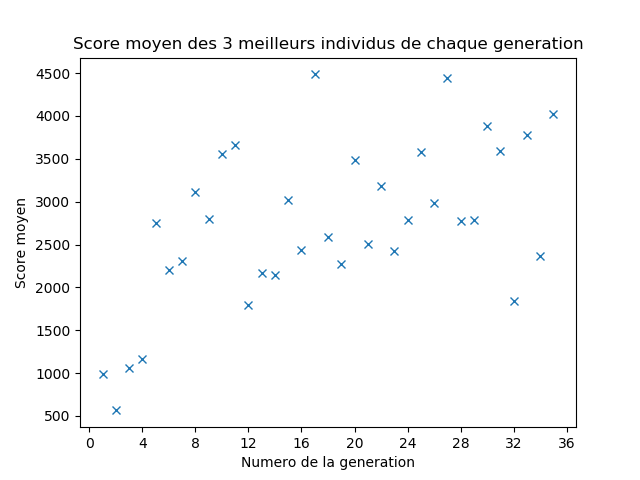 Score moyen des 3 meilleurs individus de chaque generation
4500
4000
3500
3000
2500
2000
1500
1000
500
Score moyen
0 4 8 12 16 20 24 28 32 36
Numero de la generation